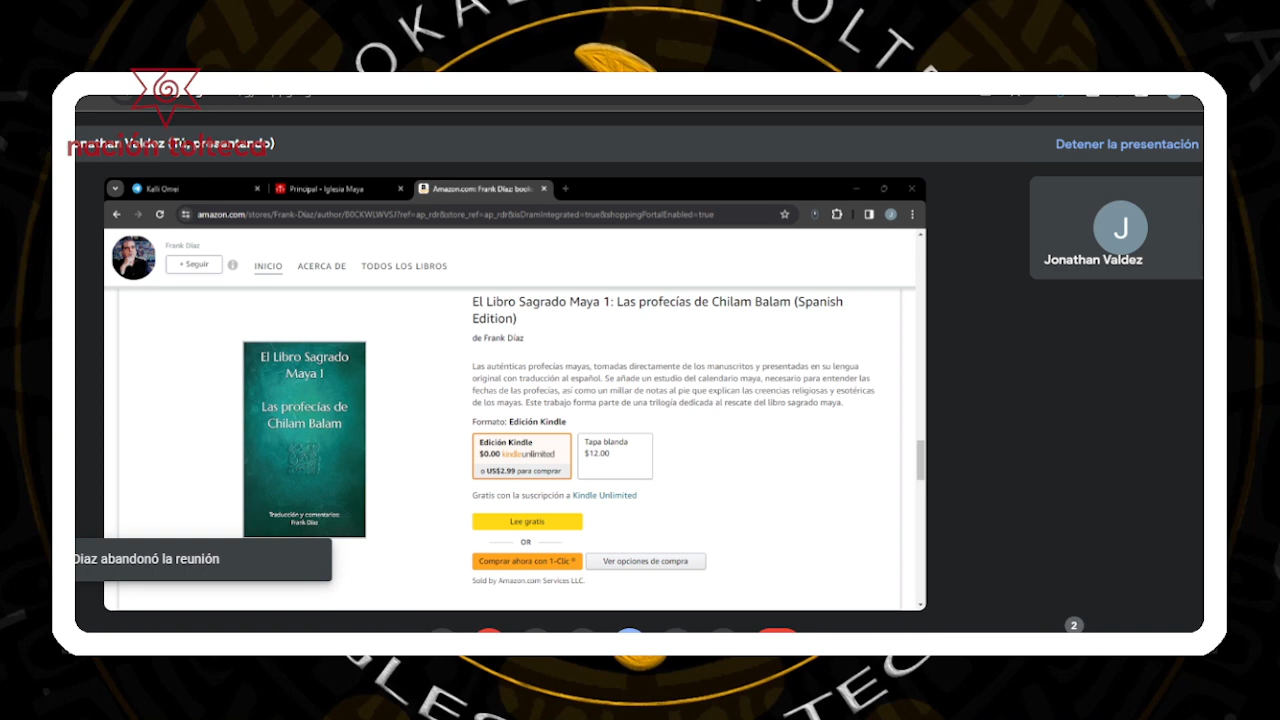 nación tolteca
nathan Valdez (Tú, presentando)
Detener la presentación
Kalli Omei
Principal - Iglesia Maya
Amazon.com: Frank Díaz: book
amazon.com/stores/Frank-Díaz/author/B0CKWLWVSJ?ref=ap_rdr&store_ref=ap_rdr&isDramIntegrated=true&shoppingPortalEnabled=true
J
Jonathan Valdez
Frank Díaz
+ Seguir
INICIO
ACERCA DE
TODOS LOS LIBROS
El Libro Sagrado Maya 1: Las profecías de Chilam Balam (Spanish
Edition)
de Frank Díaz
Las auténticas profecías mayas, tomadas directamente de los manuscritos y presentadas en su lengua
original con traducción al español. Se añade un estudio del calendario maya, necesario para entender las
fechas de las profecías, así como un millar de notas al pie que explican las creencias religiosas y esotéricas
de los mayas. Este trabajo forma parte de una trilogía dedicada al rescate del libro sagrado maya.
Formato: Edición Kindle
Edición Kindle
$0.00 kindleunlimited
o US$2.99 para comprar
Tapa blanda
$12.00
Gratis con la suscripción a Kindle Unlimited
Lee gratis
OR
Comprar ahora con 1-Clic ®
Ver opciones de compra
Sold by Amazon.com Services LLC.
El Libro Sagrado
Maya I
Las profecías de
Chilam Balam
Traducción y comentarios:
Frank Díaz
Diaz abandonó la reunión
2